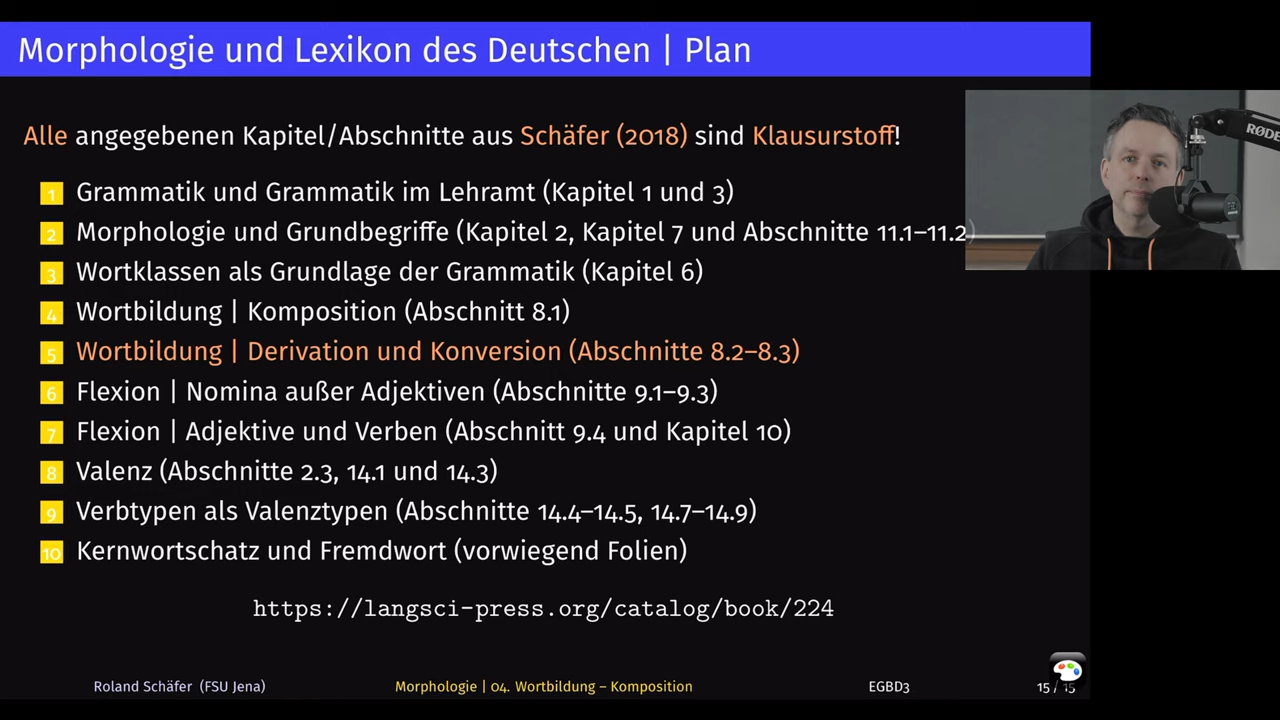 Morphologie und Lexikon des Deutschen | Plan
Alle angegebenen Kapitel/Abschnitte aus Schäfer (2018) sind Klausurstoff!
1 Grammatik und Grammatik im Lehramt (Kapitel 1 und 3)
2 Morphologie und Grundbegriffe (Kapitel 2, Kapitel 7 und Abschnitte 11.1–11.2)
3 Wortklassen als Grundlage der Grammatik (Kapitel 6)
4 Wortbildung | Komposition (Abschnitt 8.1)
5 Wortbildung | Derivation und Konversion (Abschnitte 8.2–8.3)
6 Flexion | Nomina außer Adjektiven (Abschnitte 9.1–9.3)
7 Flexion | Adjektive und Verben (Abschnitt 9.4 und Kapitel 10)
8 Valenz (Abschnitte 2.3, 14.1 und 14.3)
9 Verbtypen als Valenztypen (Abschnitte 14.4–14.5, 14.7–14.9)
10 Kernwortschatz und Fremdwort (vorwiegend Folien)
https://langsci-press.org/catalog/book/224
Roland Schäfer (FSU Jena) Morphologie | 04. Wortbildung – Komposition EGBD3 15 / 15
RØDE